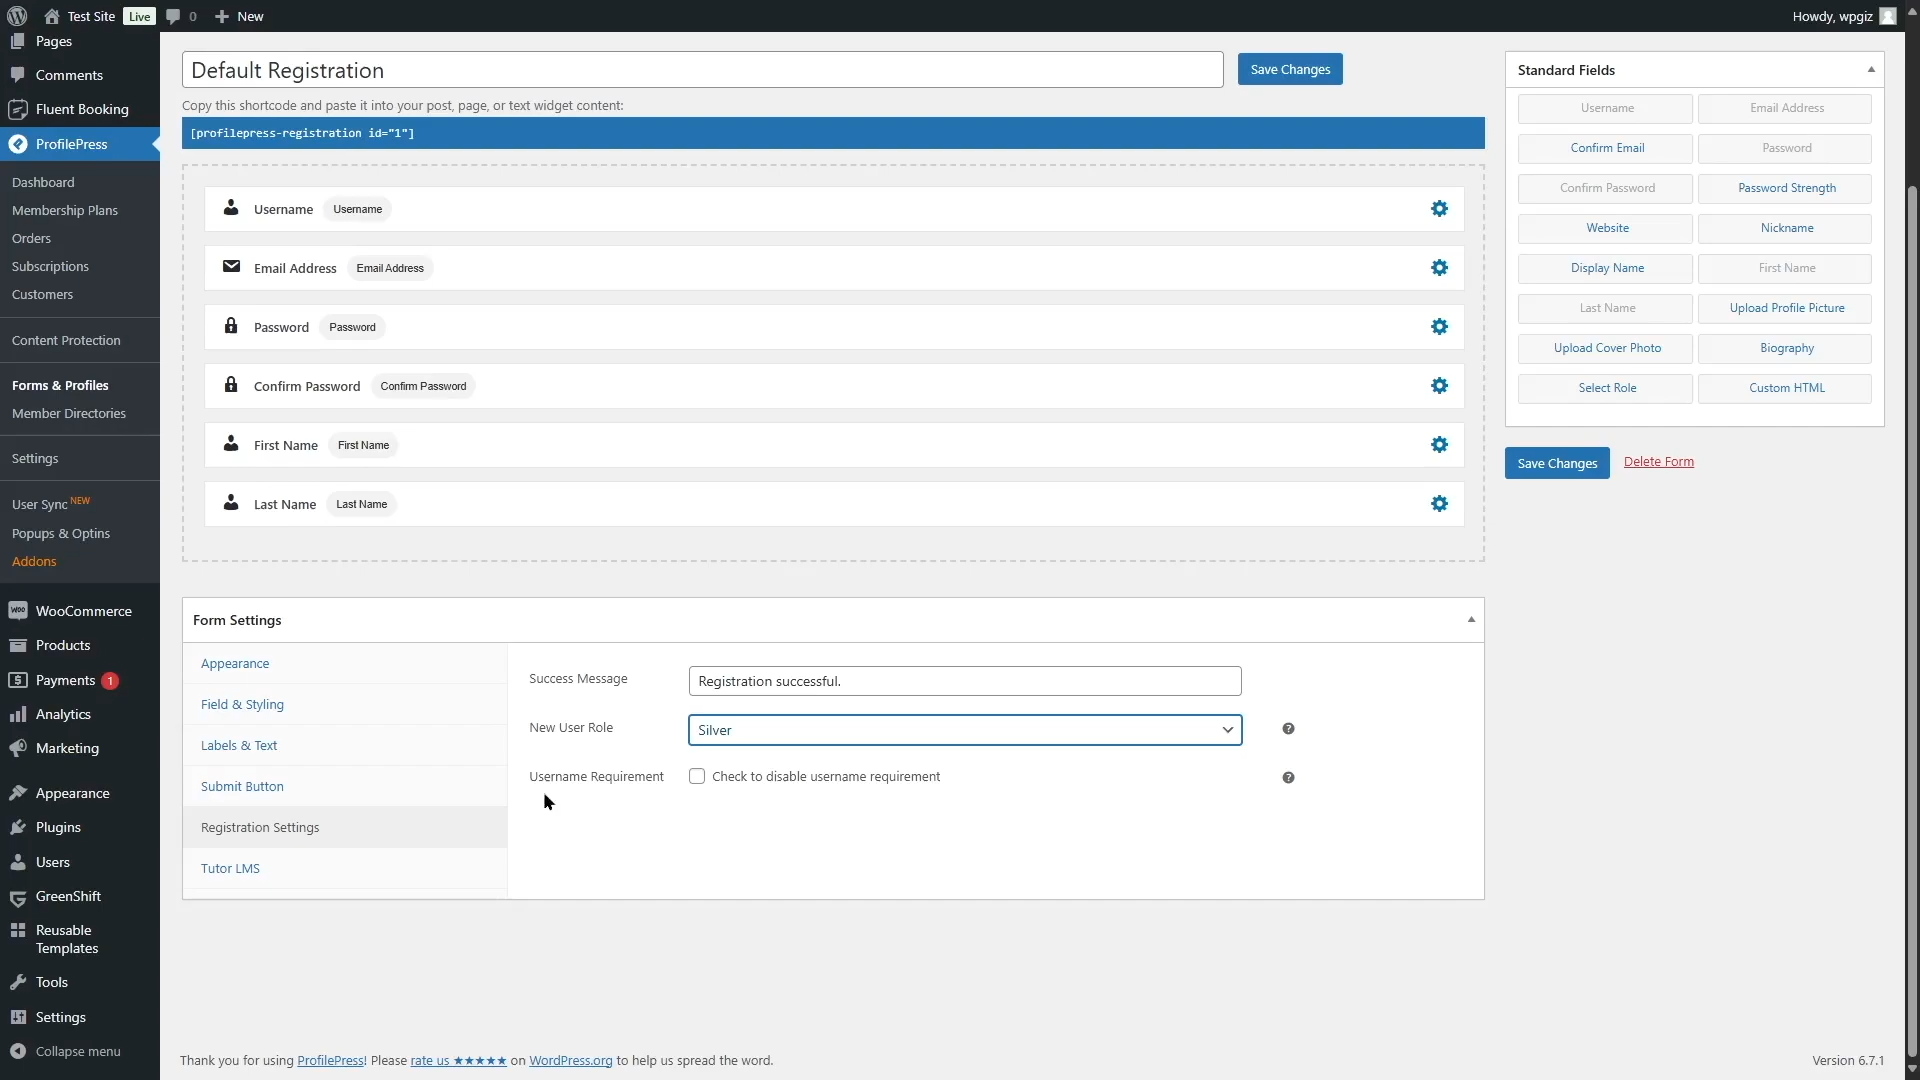 Test Site Live 0 New
Howdy, wpgiz
Pages
Comments
Fluent Booking
ProfilePress
Dashboard
Membership Plans
Orders
Subscriptions
Customers
Content Protection
Forms & Profiles
Member Directories
Settings
User Sync NEW
Popups & Optins
Addons
WOO WooCommerce
Products
Payments 1
Analytics
Marketing
Appearance
Plugins
Users
GreenShift
Reusable
Templates
Tools
Settings
Collapse menu
Default Registration
Save Changes
Copy this shortcode and paste it into your post, page, or text widget content:
[profilepress-registration id="1"]
Username Username
Email Address Email Address
Password Password
Confirm Password Confirm Password
First Name First Name
Last Name Last Name
Form Settings
Appearance
Field & Styling
Labels & Text
Submit Button
Registration Settings
Tutor LMS
Success Message Registration successful.
New User Role Silver ?
Username Requirement Check to disable username requirement ?
Standard Fields
Username Email Address
Confirm Email Password
Confirm Password Password Strength
Website Nickname
Display Name First Name
Last Name Upload Profile Picture
Upload Cover Photo Biography
Select Role Custom HTML
Save Changes Delete Form
Thank you for using ProfilePress! Please rate us ★★★★★ on WordPress.org to help us spread the word.
Version 6.7.1